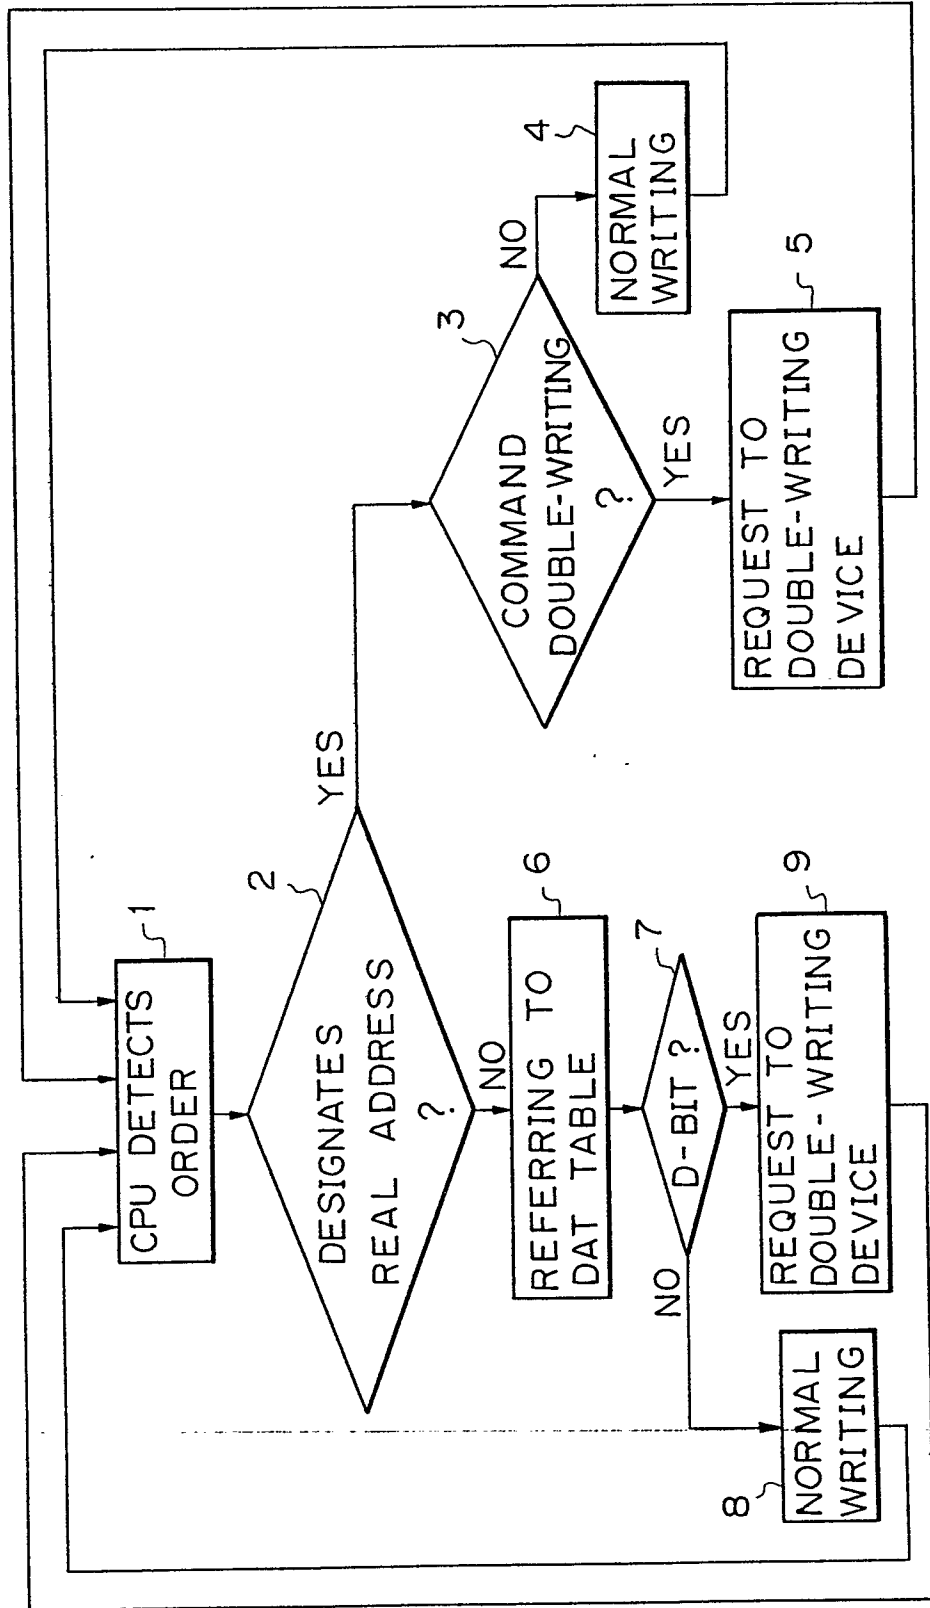 CPU DETECTS
ORDER
1
DESIGNATES
REAL ADDRESS
?
2
YES
NO
COMMAND
DOUBLE-WRITING
?
3
NO
YES
NORMAL
WRITING
4
REQUEST TO
DOUBLE-WRITING
DEVICE
5
REFERRING TO
DAT TABLE
6
D-BIT ?
7
NO
YES
NORMAL
WRITING
8
REQUEST TO
DOUBLE-WRITING
DEVICE
9